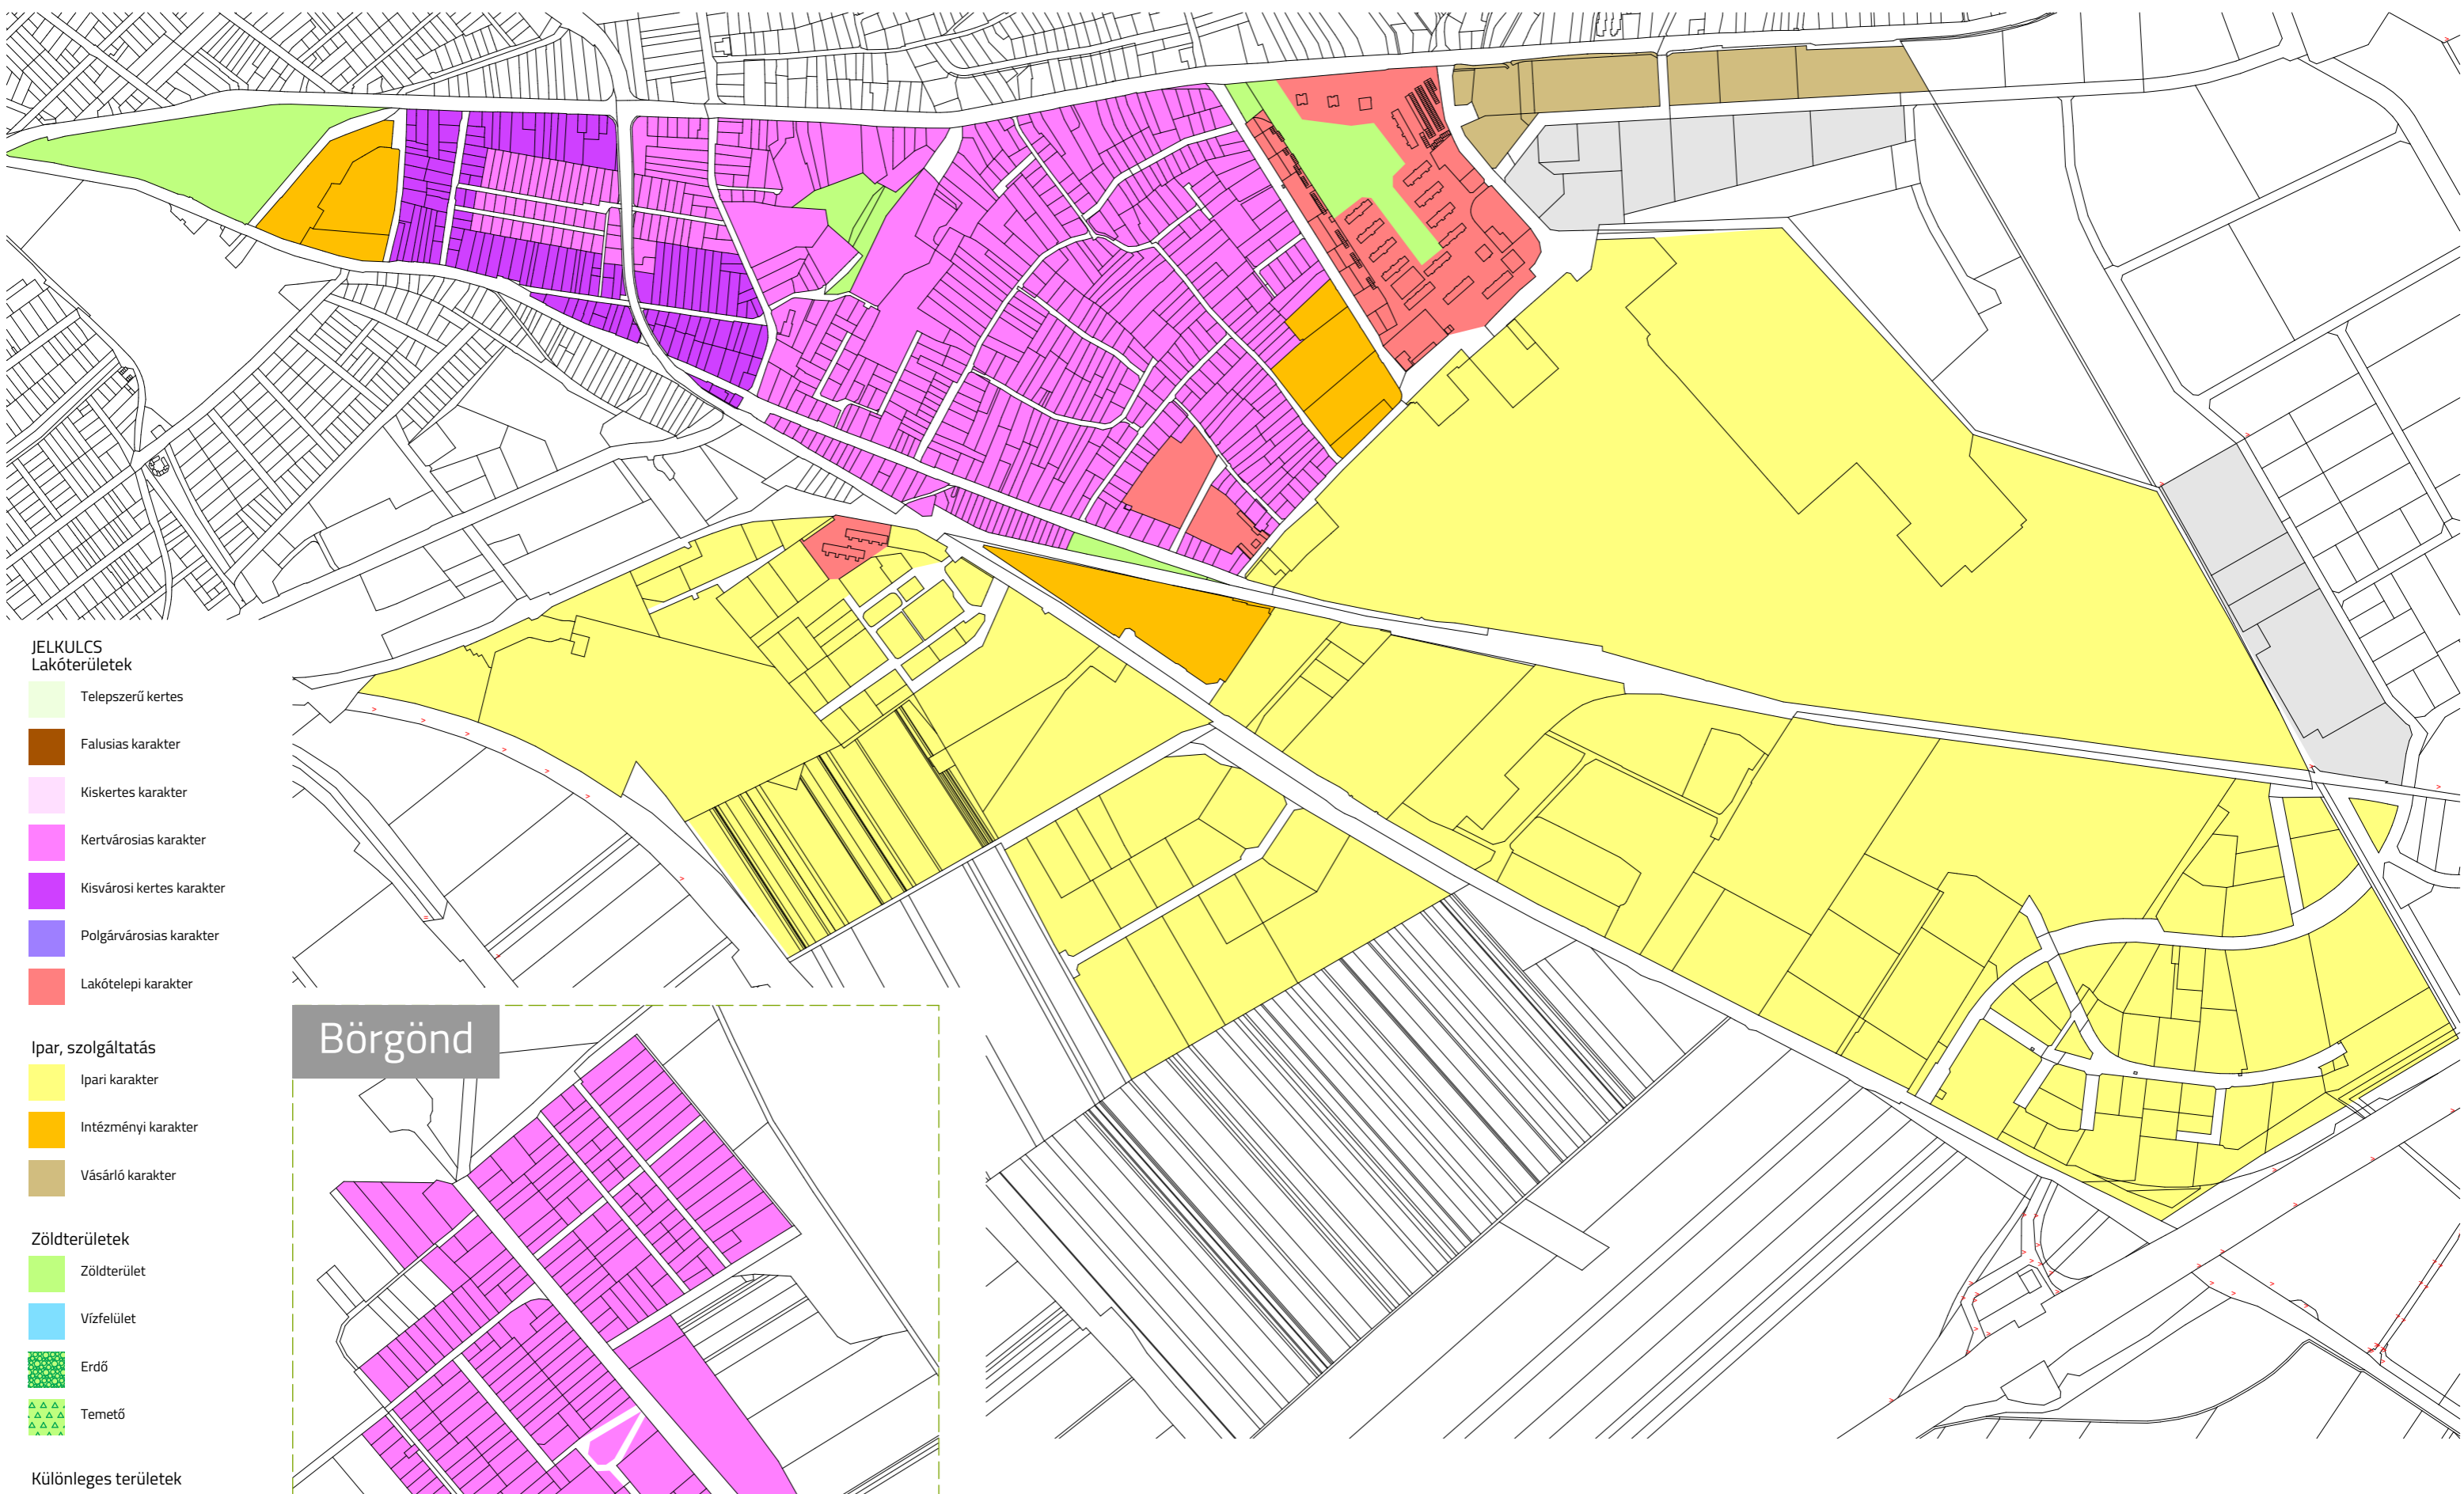 JELKULCS
Lakóterületek
Telepszerű kertes
Falusias karakter
Kiskertes karakter
Kertvárosias karakter
Kisvárosi kertes karakter
Polgárvárosias karakter
Lakótelepi karakter
Ipar, szolgáltatás
Ipari karakter
Intézményi karakter
Vásárló karakter
Zöldterületek
Zöldterület
Vízfelület
Erdő
Temető
Különleges területek
Börgönd